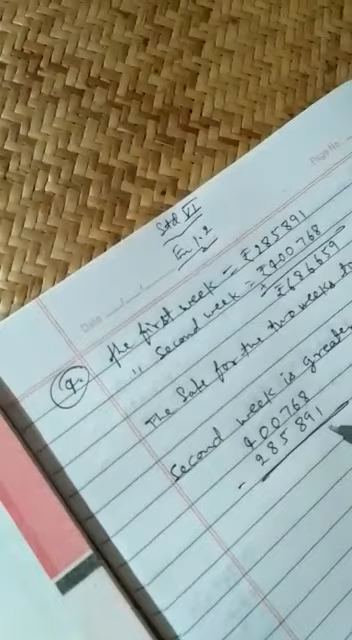 Page No.
Std VI
Ex 1.2
Date
Q. the first week = ₹285891
" second week = ₹400768
₹686659
The Sale for the two weeks
Second week is greater
400768
- 285891